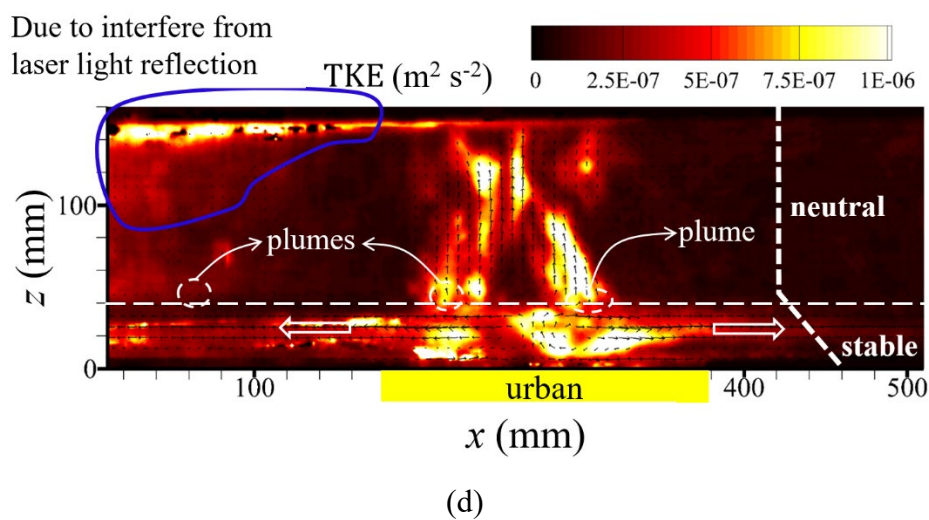 Due to interfere from
laser light reflection
TKE (m² s⁻²)
0 2.5E-07 5E-07 7.5E-07 1E-06
neutral
100
plumes
plume
z (mm)
stable
0
100 urban 400 500
x (mm)
(d)